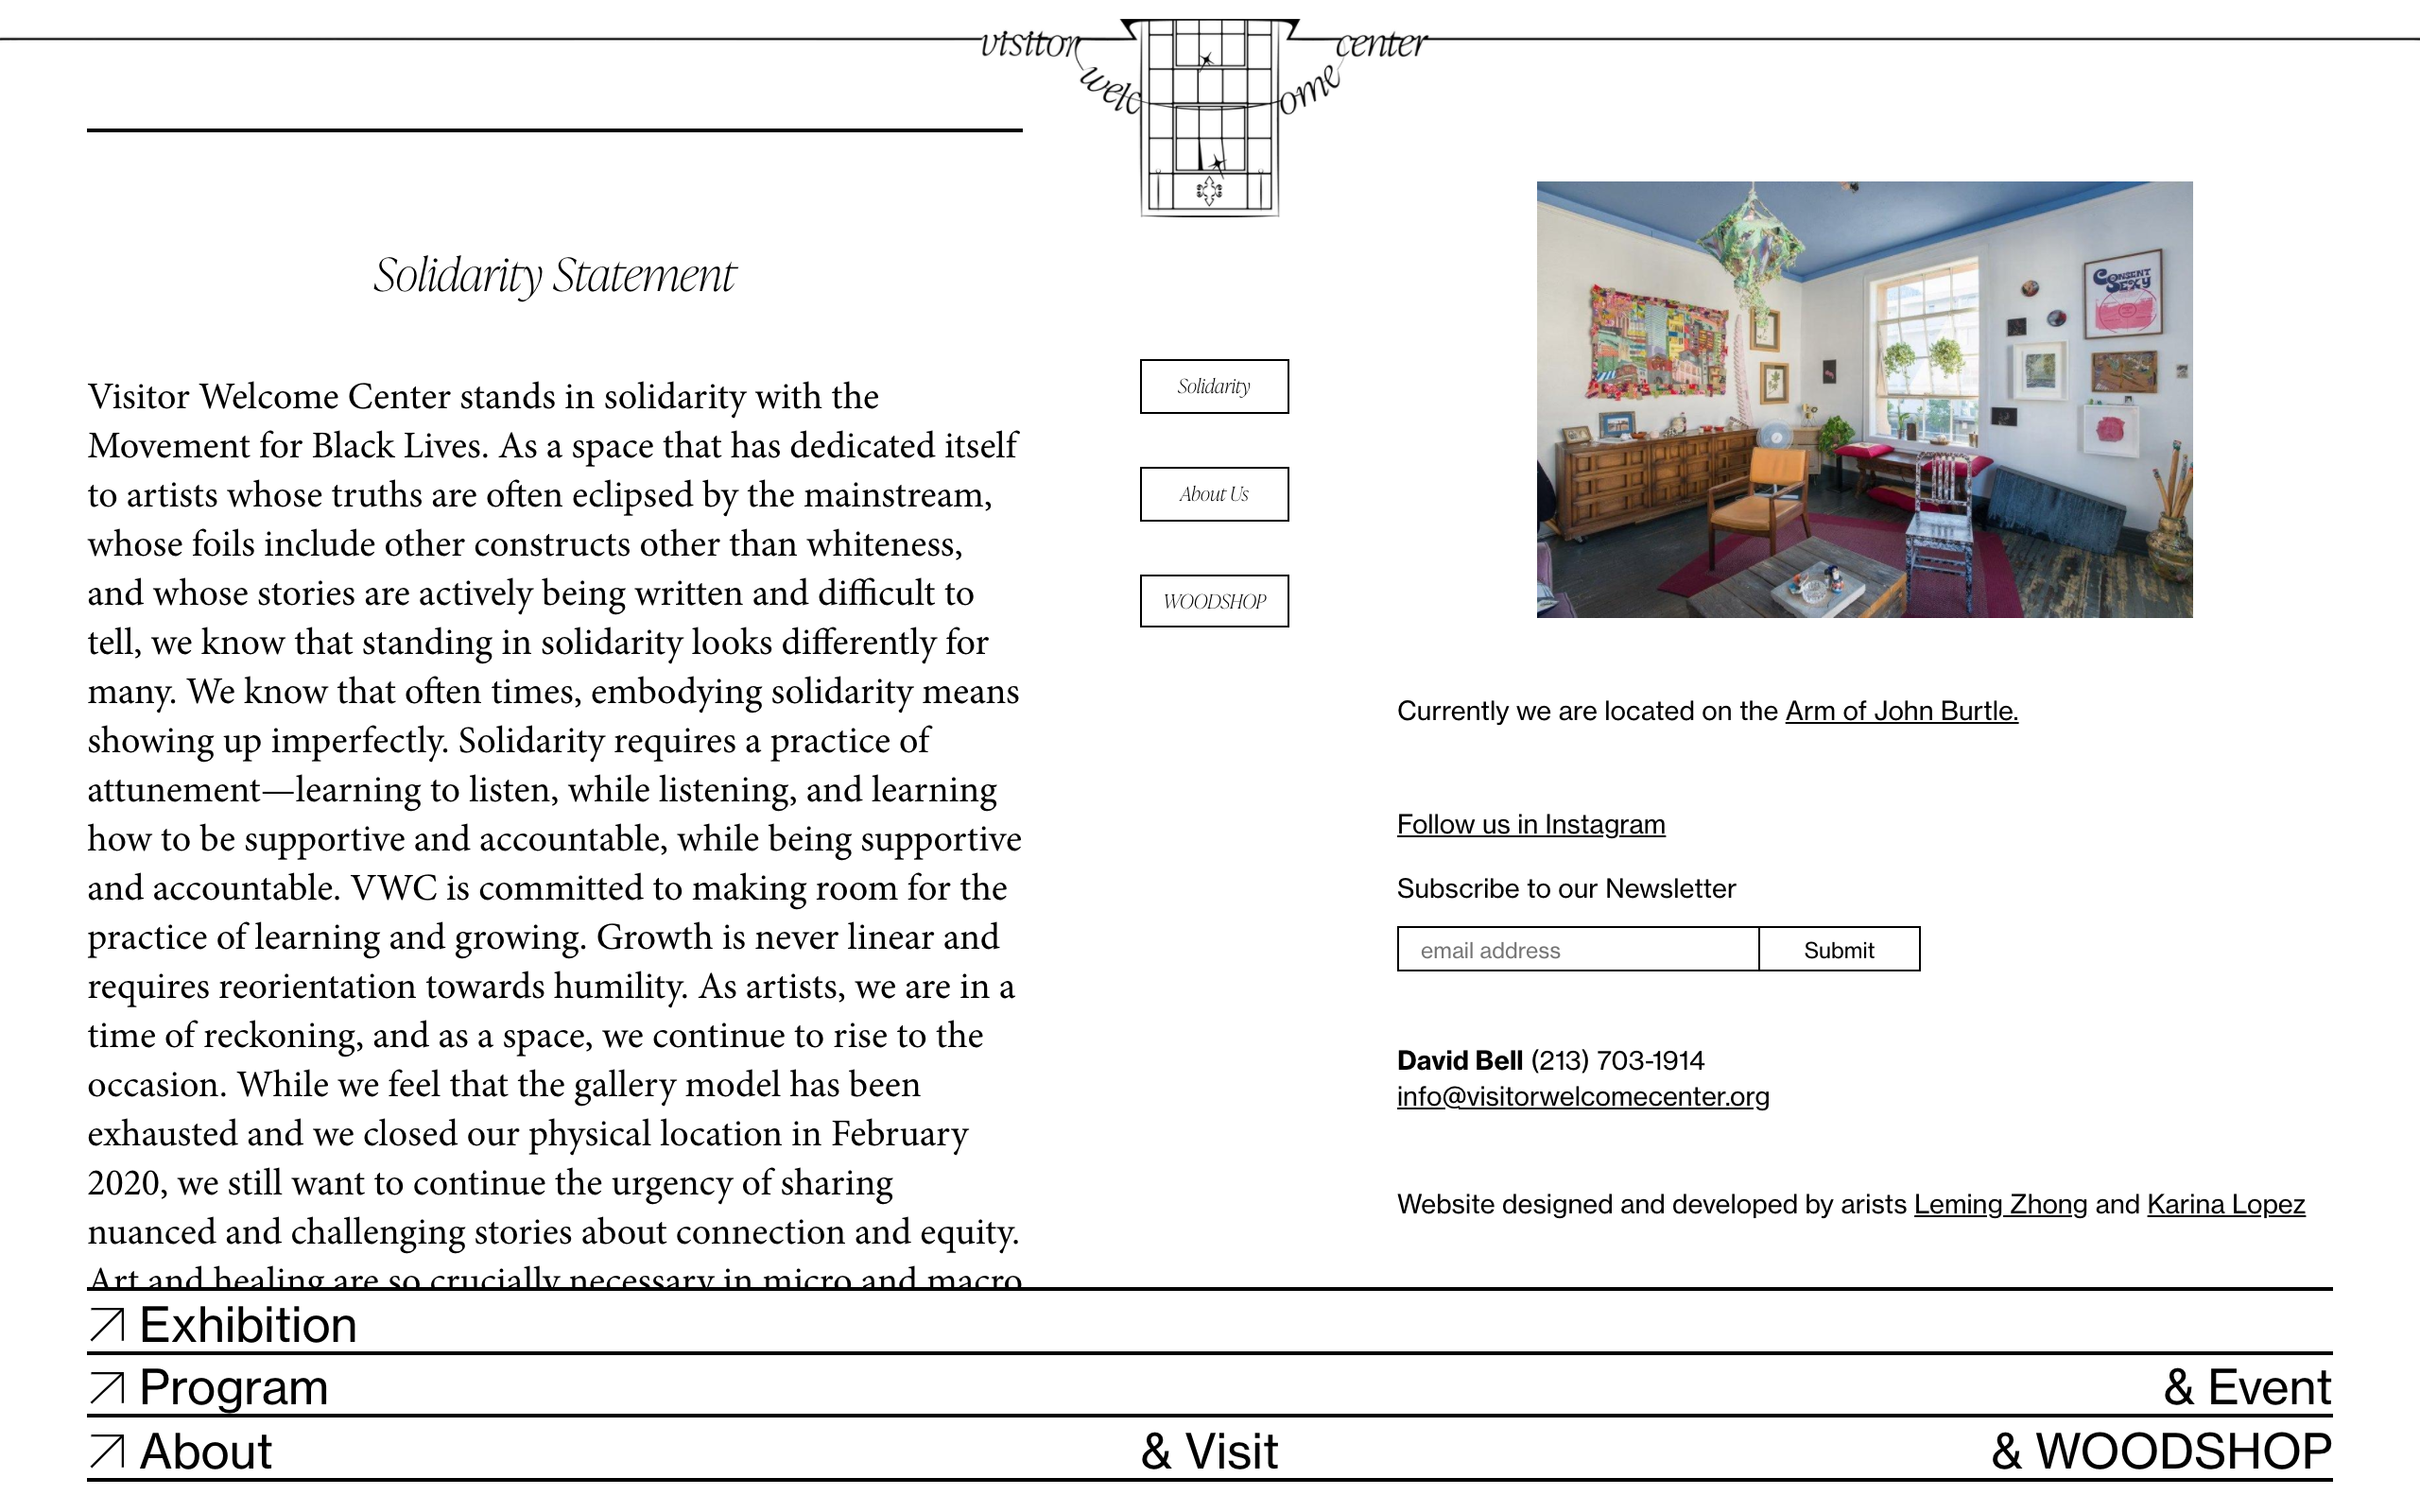 visitor welcome center
Solidarity Statement
Visitor Welcome Center stands in solidarity with the
Movement for Black Lives. As a space that has dedicated itself
to artists whose truths are often eclipsed by the mainstream,
whose foils include other constructs other than whiteness,
and whose stories are actively being written and difficult to
tell, we know that standing in solidarity looks differently for
many. We know that often times, embodying solidarity means
showing up imperfectly. Solidarity requires a practice of
attunement—learning to listen, while listening, and learning
how to be supportive and accountable, while being supportive
and accountable. VWC is committed to making room for the
practice of learning and growing. Growth is never linear and
requires reorientation towards humility. As artists, we are in a
time of reckoning, and as a space, we continue to rise to the
occasion. While we feel that the gallery model has been
exhausted and we closed our physical location in February
2020, we still want to continue the urgency of sharing
nuanced and challenging stories about connection and equity.
Art and healing are so crucially necessary in micro and macro
Solidarity
About Us
WOODSHOP
CONSENT
SEXY
Currently we are located on the Arm of John Burtle.
Follow us in Instagram
Subscribe to our Newsletter
email address Submit
David Bell (213) 703-1914
info@visitorwelcomecenter.org
Website designed and developed by arists Leming Zhong and Karina Lopez
Exhibition
Program & Event
About & Visit & WOODSHOP